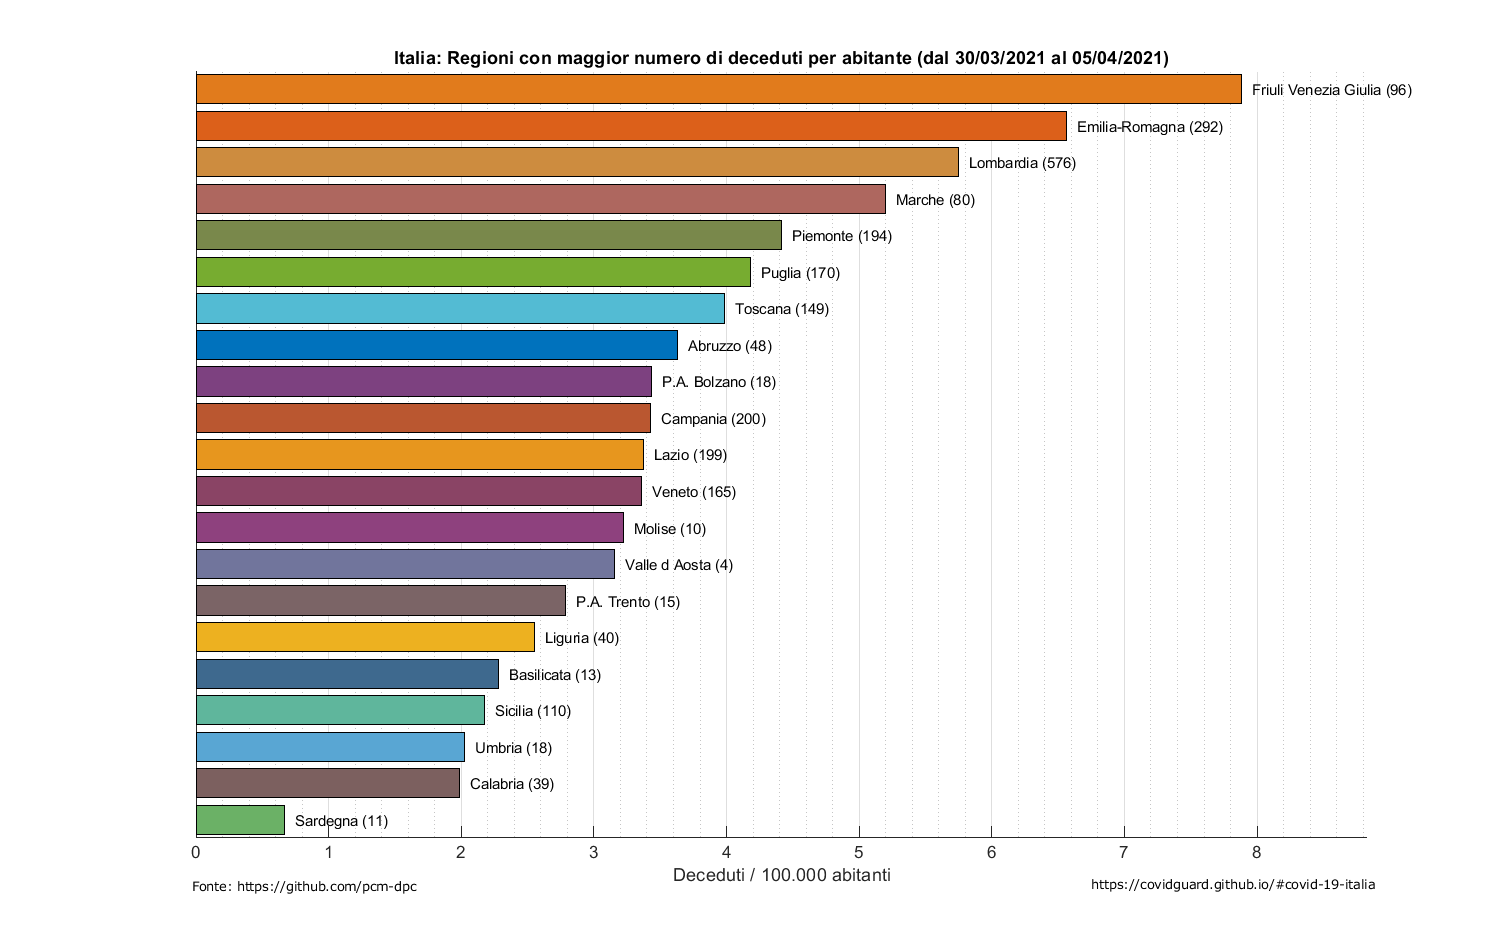 Italia: Regioni con maggior numero di deceduti per abitante (dal 30/03/2021 al 05/04/2021)
Friuli Venezia Giulia (96)
Emilia-Romagna (292)
Lombardia (576)
Marche (80)
Piemonte (194)
Puglia (170)
Toscana (149)
Abruzzo (48)
P.A. Bolzano (18)
Campania (200)
Lazio (199)
Veneto (165)
Molise (10)
Valle d Aosta (4)
P.A. Trento (15)
Liguria (40)
Basilicata (13)
Sicilia (110)
Umbria (18)
Calabria (39)
Sardegna (11)
0 1 2 3 4 5 6 7 8
Deceduti / 100.000 abitanti
Fonte: https://github.com/pcm-dpc
https://covidguard.github.io/#covid-19-italia